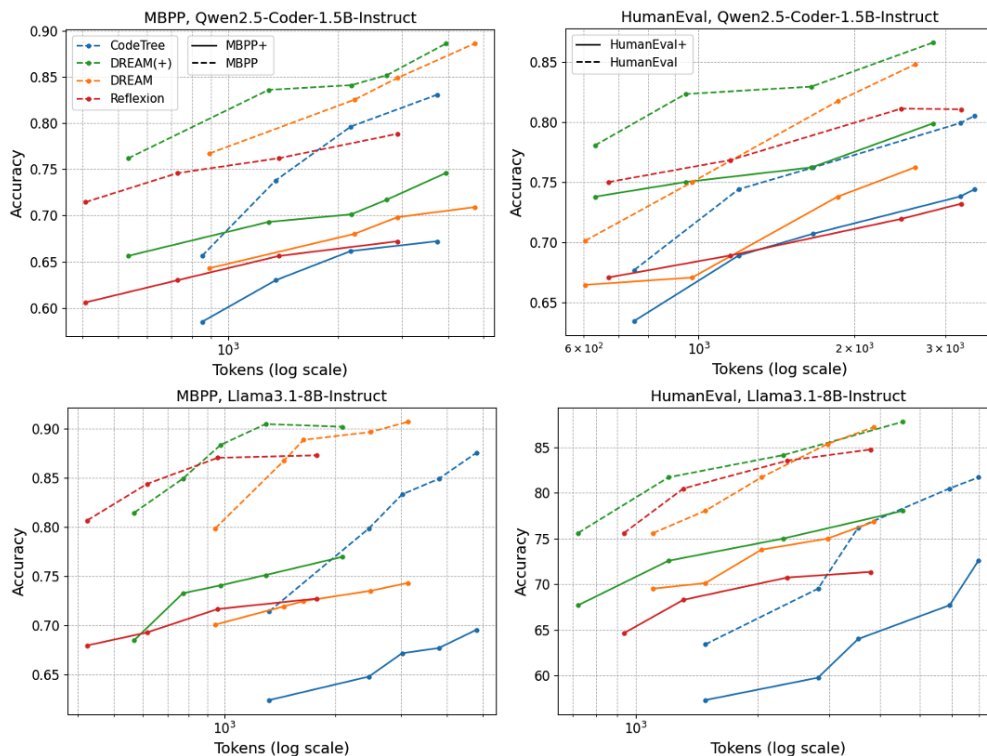 MBPP, Qwen2.5-Coder-1.5B-Instruct
0.90
0.85
0.80
0.75
0.70
0.65
0.60
Accuracy
CodeTree
DREAM(+)
DREAM
Reflexion
MBPP+
MBPP
10³
Tokens (log scale)
HumanEval, Qwen2.5-Coder-1.5B-Instruct
0.85
0.80
0.75
0.70
0.65
Accuracy
HumanEval+
HumanEval
6 × 10²
10³
2 × 10³
3 × 10³
Tokens (log scale)
MBPP, Llama3.1-8B-Instruct
0.90
0.85
0.80
0.75
0.70
0.65
Accuracy
10³
Tokens (log scale)
HumanEval, Llama3.1-8B-Instruct
85
80
75
70
65
60
Accuracy
10³
Tokens (log scale)